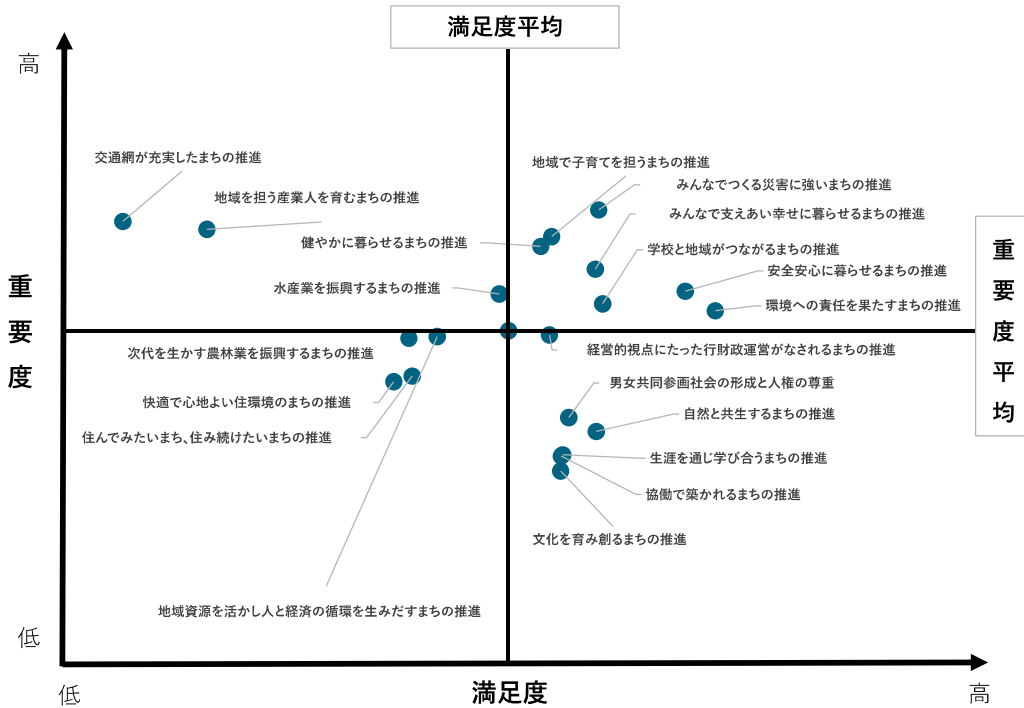 満足度平均
高
交通網が充実したまちの推進
地域で子育てを担うまちの推進
みんなでつくる災害に強いまちの推進
地域を担う産業人を育むまちの推進
みんなで支えあい幸せに暮らせるまちの推進
健やかに暮らせるまちの推進
学校と地域がつながるまちの推進
安全安心に暮らせるまちの推進
水産業を振興するまちの推進
環境への責任を果たすまちの推進
重要度
重要度平均
次代を生かす農林業を振興するまちの推進
経営的視点にたった行財政運営がなされるまちの推進
男女共同参画社会の形成と人権の尊重
快適で心地よい住環境のまちの推進
自然と共生するまちの推進
住んでみたいまち、住み続けたいまちの推進
生涯を通じ学び合うまちの推進
協働で築かれるまちの推進
文化を育み創るまちの推進
地域資源を活かし人と経済の循環を生みだすまちの推進
低
低
満足度
高